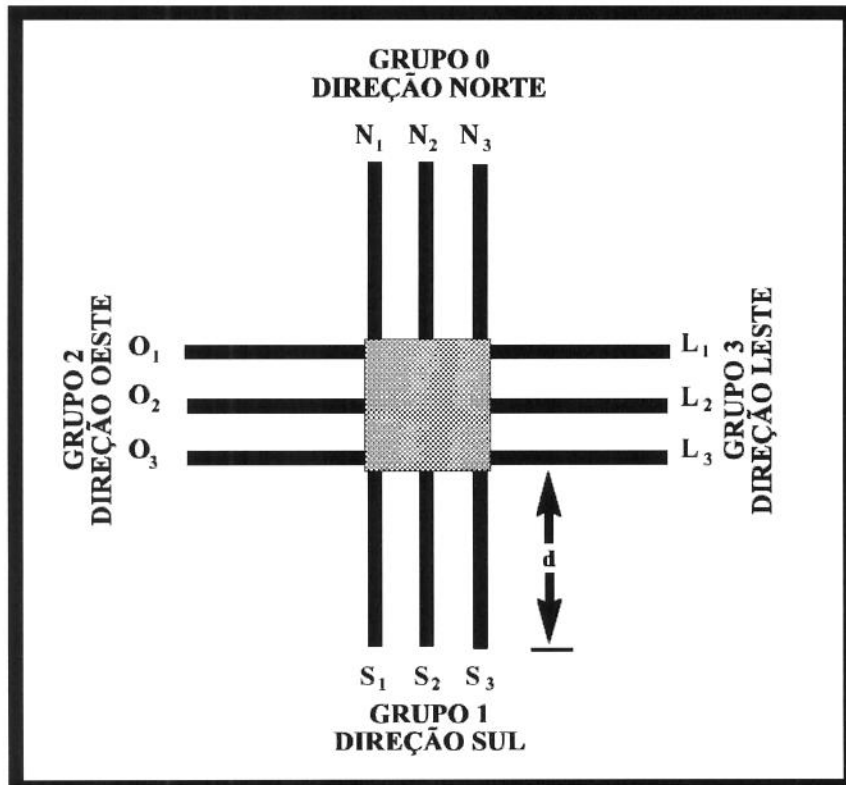 GRUPO 0
DIREÇÃO NORTE
N1 N2 N3
GRUPO 2
DIREÇÃO OESTE
O1
O2
O3
L1
L2
L3
GRUPO 3
DIREÇÃO LESTE
d
S1 S2 S3
GRUPO 1
DIREÇÃO SUL